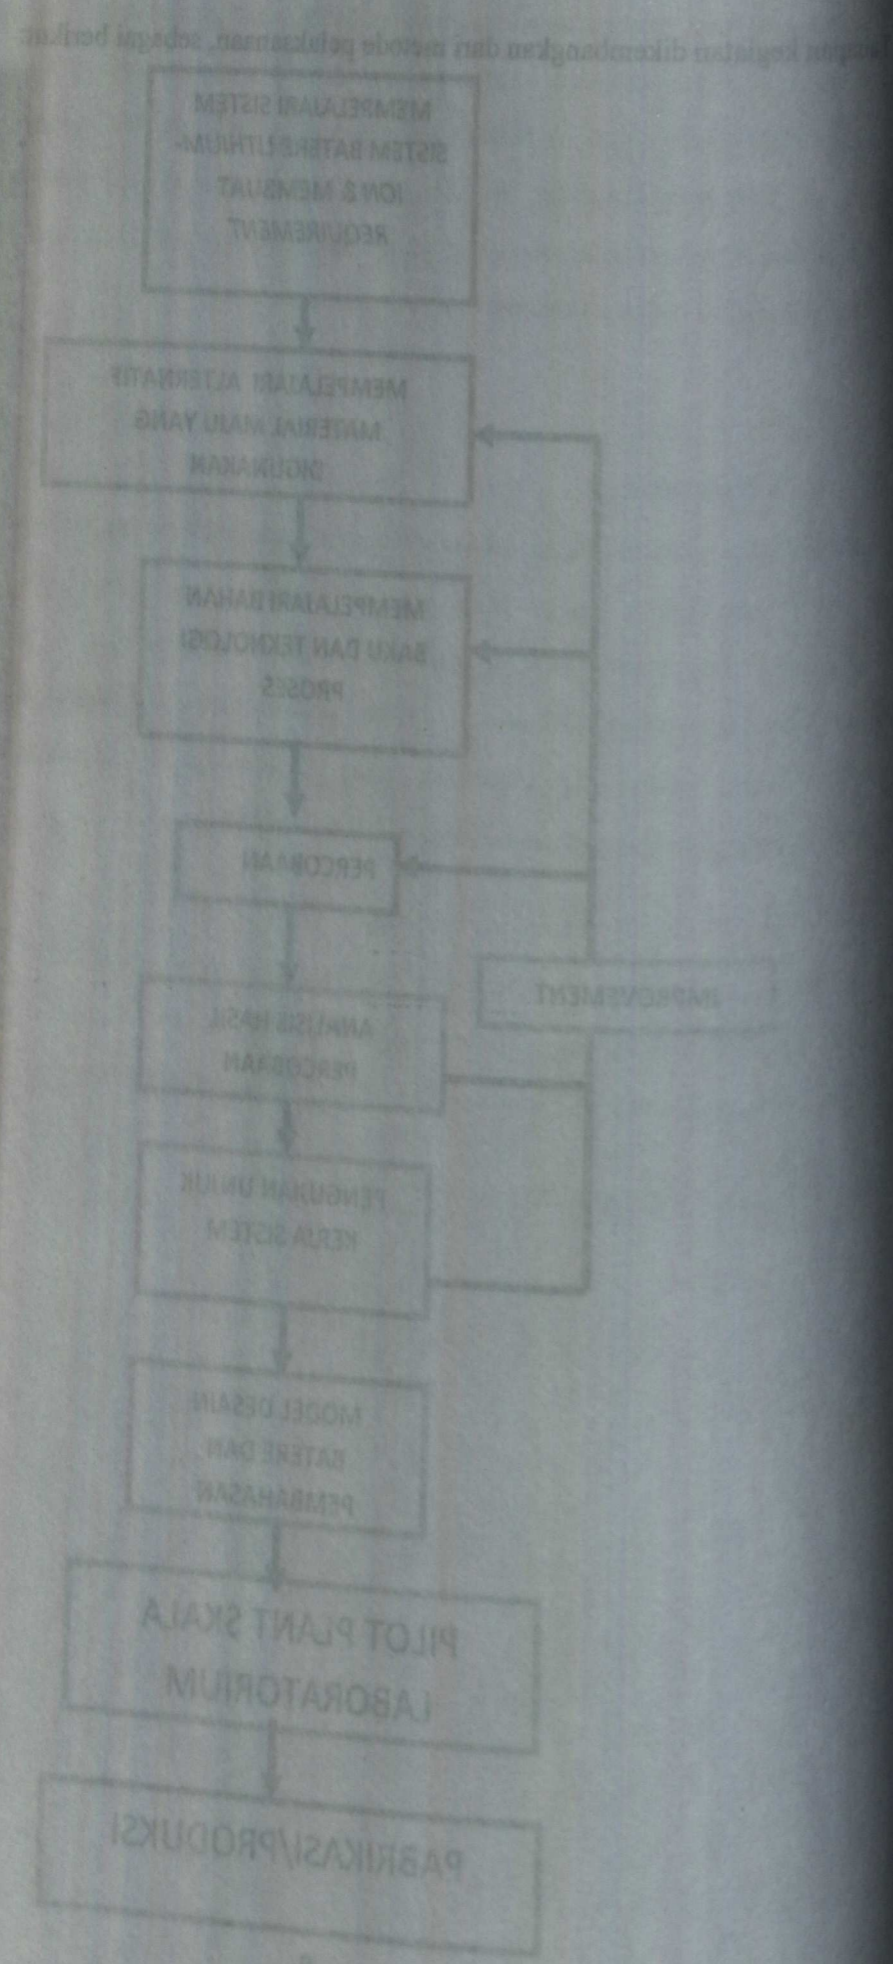 kegiatan dikembangkan dari metode pelaksanaan, sebagai berikut
MEMPELAJARI SISTEM
SISTEM BATERE LITHIUM-
ION & MEMBUAT
REQUIREMENT
MEMPELAJARI ALTERNATIF
MATERIAL MAJU YANG
DIGUNAKAN
MEMPELAJARI BAHAN
BAKU DAN TEKNOLOGI
PROSES
PERCOBAAN
IMPROVEMENT
ANALISIS HASIL
PERCOBAAN
PENGUJIAN UNJUK
KERJA SISTEM
MODEL DESAIN
BATERE DAN
PEMBAHASAN
PILOT PLANT SKALA
LABORATORIUM
PABRIKASI/PRODUKSI